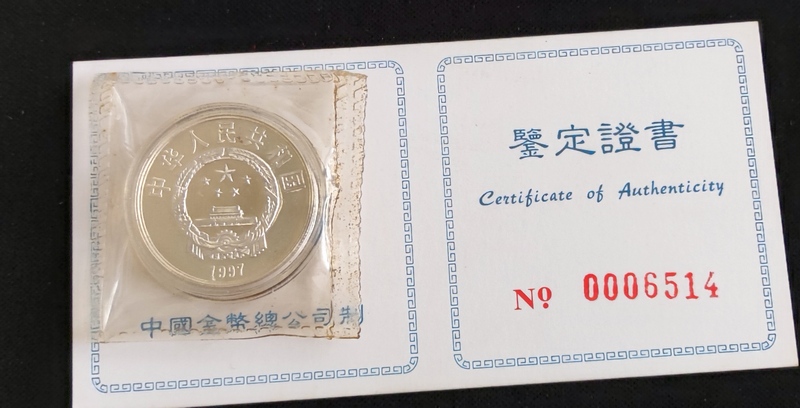 中华人民共和国
1997
中國金幣總公司制
鑒定證書
Certificate of Authenticity
No 0006514